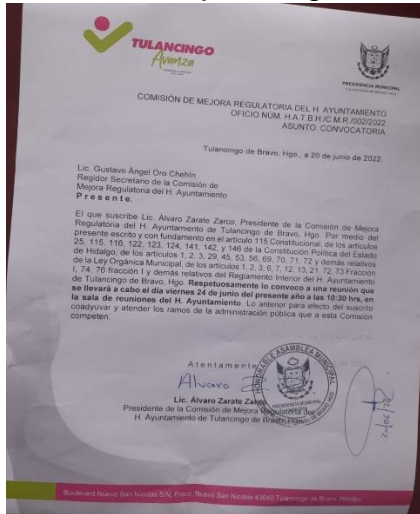 TULANCINGO
Avanza
PRESIDENCIA MUNICIPAL
COMISIÓN DE MEJORA REGULATORIA DEL H. AYUNTAMIENTO
OFICIO NÚM. H.A.T.B.H./C.M.R./002/2022
ASUNTO: CONVOCATORIA
Tulancingo de Bravo, Hgo., a 20 de junio de 2022.
Lic. Gustavo Ángel Oro Chehín
Regidor Secretario de la Comisión de
Mejora Regulatoria del H. Ayuntamiento
P r e s e n t e.
El que suscribe Lic. Álvaro Zarate Zarco, Presidente de la Comisión de Mejora
Regulatoria del H. Ayuntamiento de Tulancingo de Bravo, Hgo. Por medio del
presente escrito y con fundamento en el artículo 115 Constitucional, de los artículos
25, 115, 116, 122, 123, 124, 141, 142, y 146 de la Constitución Política del Estado
de Hidalgo, de los artículos 1, 2, 3, 29, 45, 53, 56, 69, 70, 71, 72 y demás relativos
de la Ley Orgánica Municipal, de los artículos 1, 2, 3, 6, 7, 12, 13, 21, 72, 73 Fracción
I, 74, 76 fracción I y demás relativos del Reglamento Interior del H. Ayuntamiento
de Tulancingo de Bravo, Hgo. Respetuosamente lo convoco a una reunión que
se llevará a cabo el día viernes 24 de junio del presente año a las 10:30 hrs, en
la sala de reuniones del H. Ayuntamiento. Lo anterior para efecto del suscrito
coadyuvar y atender los ramos de la administración pública que a esta Comisión
competen.
A t e n t a m e n t e
Alvaro
HONORABLE ASAMBLEA MUNICIPAL
PRESIDENCIA MUNICIPAL
Lic. Álvaro Zarate Zarco
Presidente de la Comisión de Mejora Regulatoria del
H. Ayuntamiento de Tulancingo de Bravo, Hgo.
Boulevard Nuevo San Nicolás S/N, Fracc. Nuevo San Nicolás 43640 Tulancingo de Bravo, Hidalgo